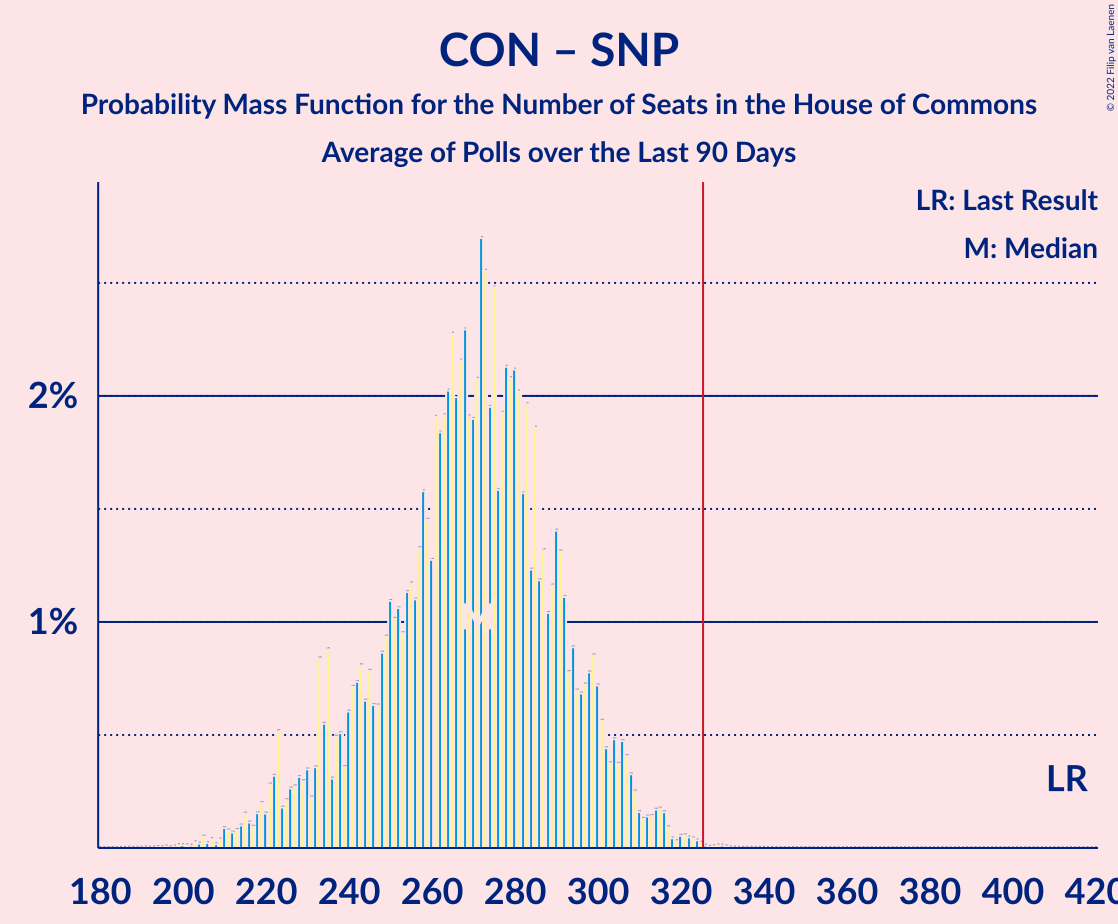 CON – SNP
Probability Mass Function for the Number of Seats in the House of Commons
Average of Polls over the Last 90 Days
© 2022 Filip van Laenen
LR: Last Result
M: Median
2%
1%
M
LR
180 200 220 240 260 280 300 320 340 360 380 400 420